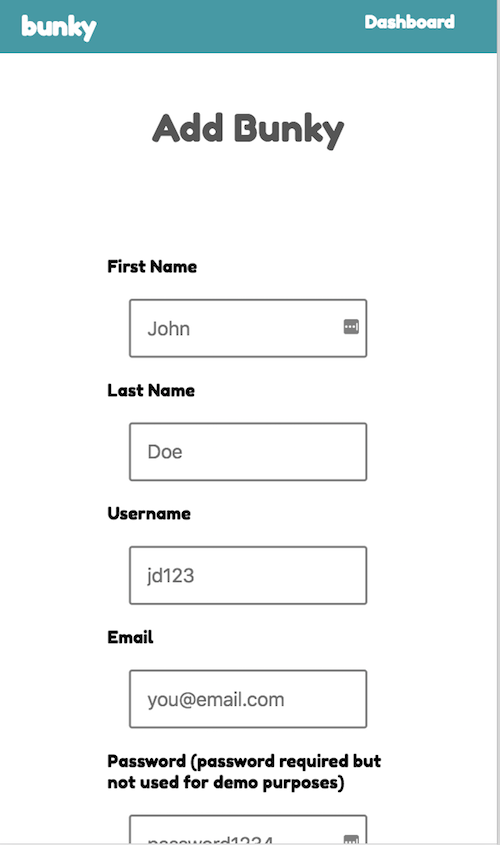 bunky
Dashboard
Add Bunky
First Name
John
Last Name
Doe
Username
jd123
Email
you@email.com
Password (password required but
not used for demo purposes)
password1234